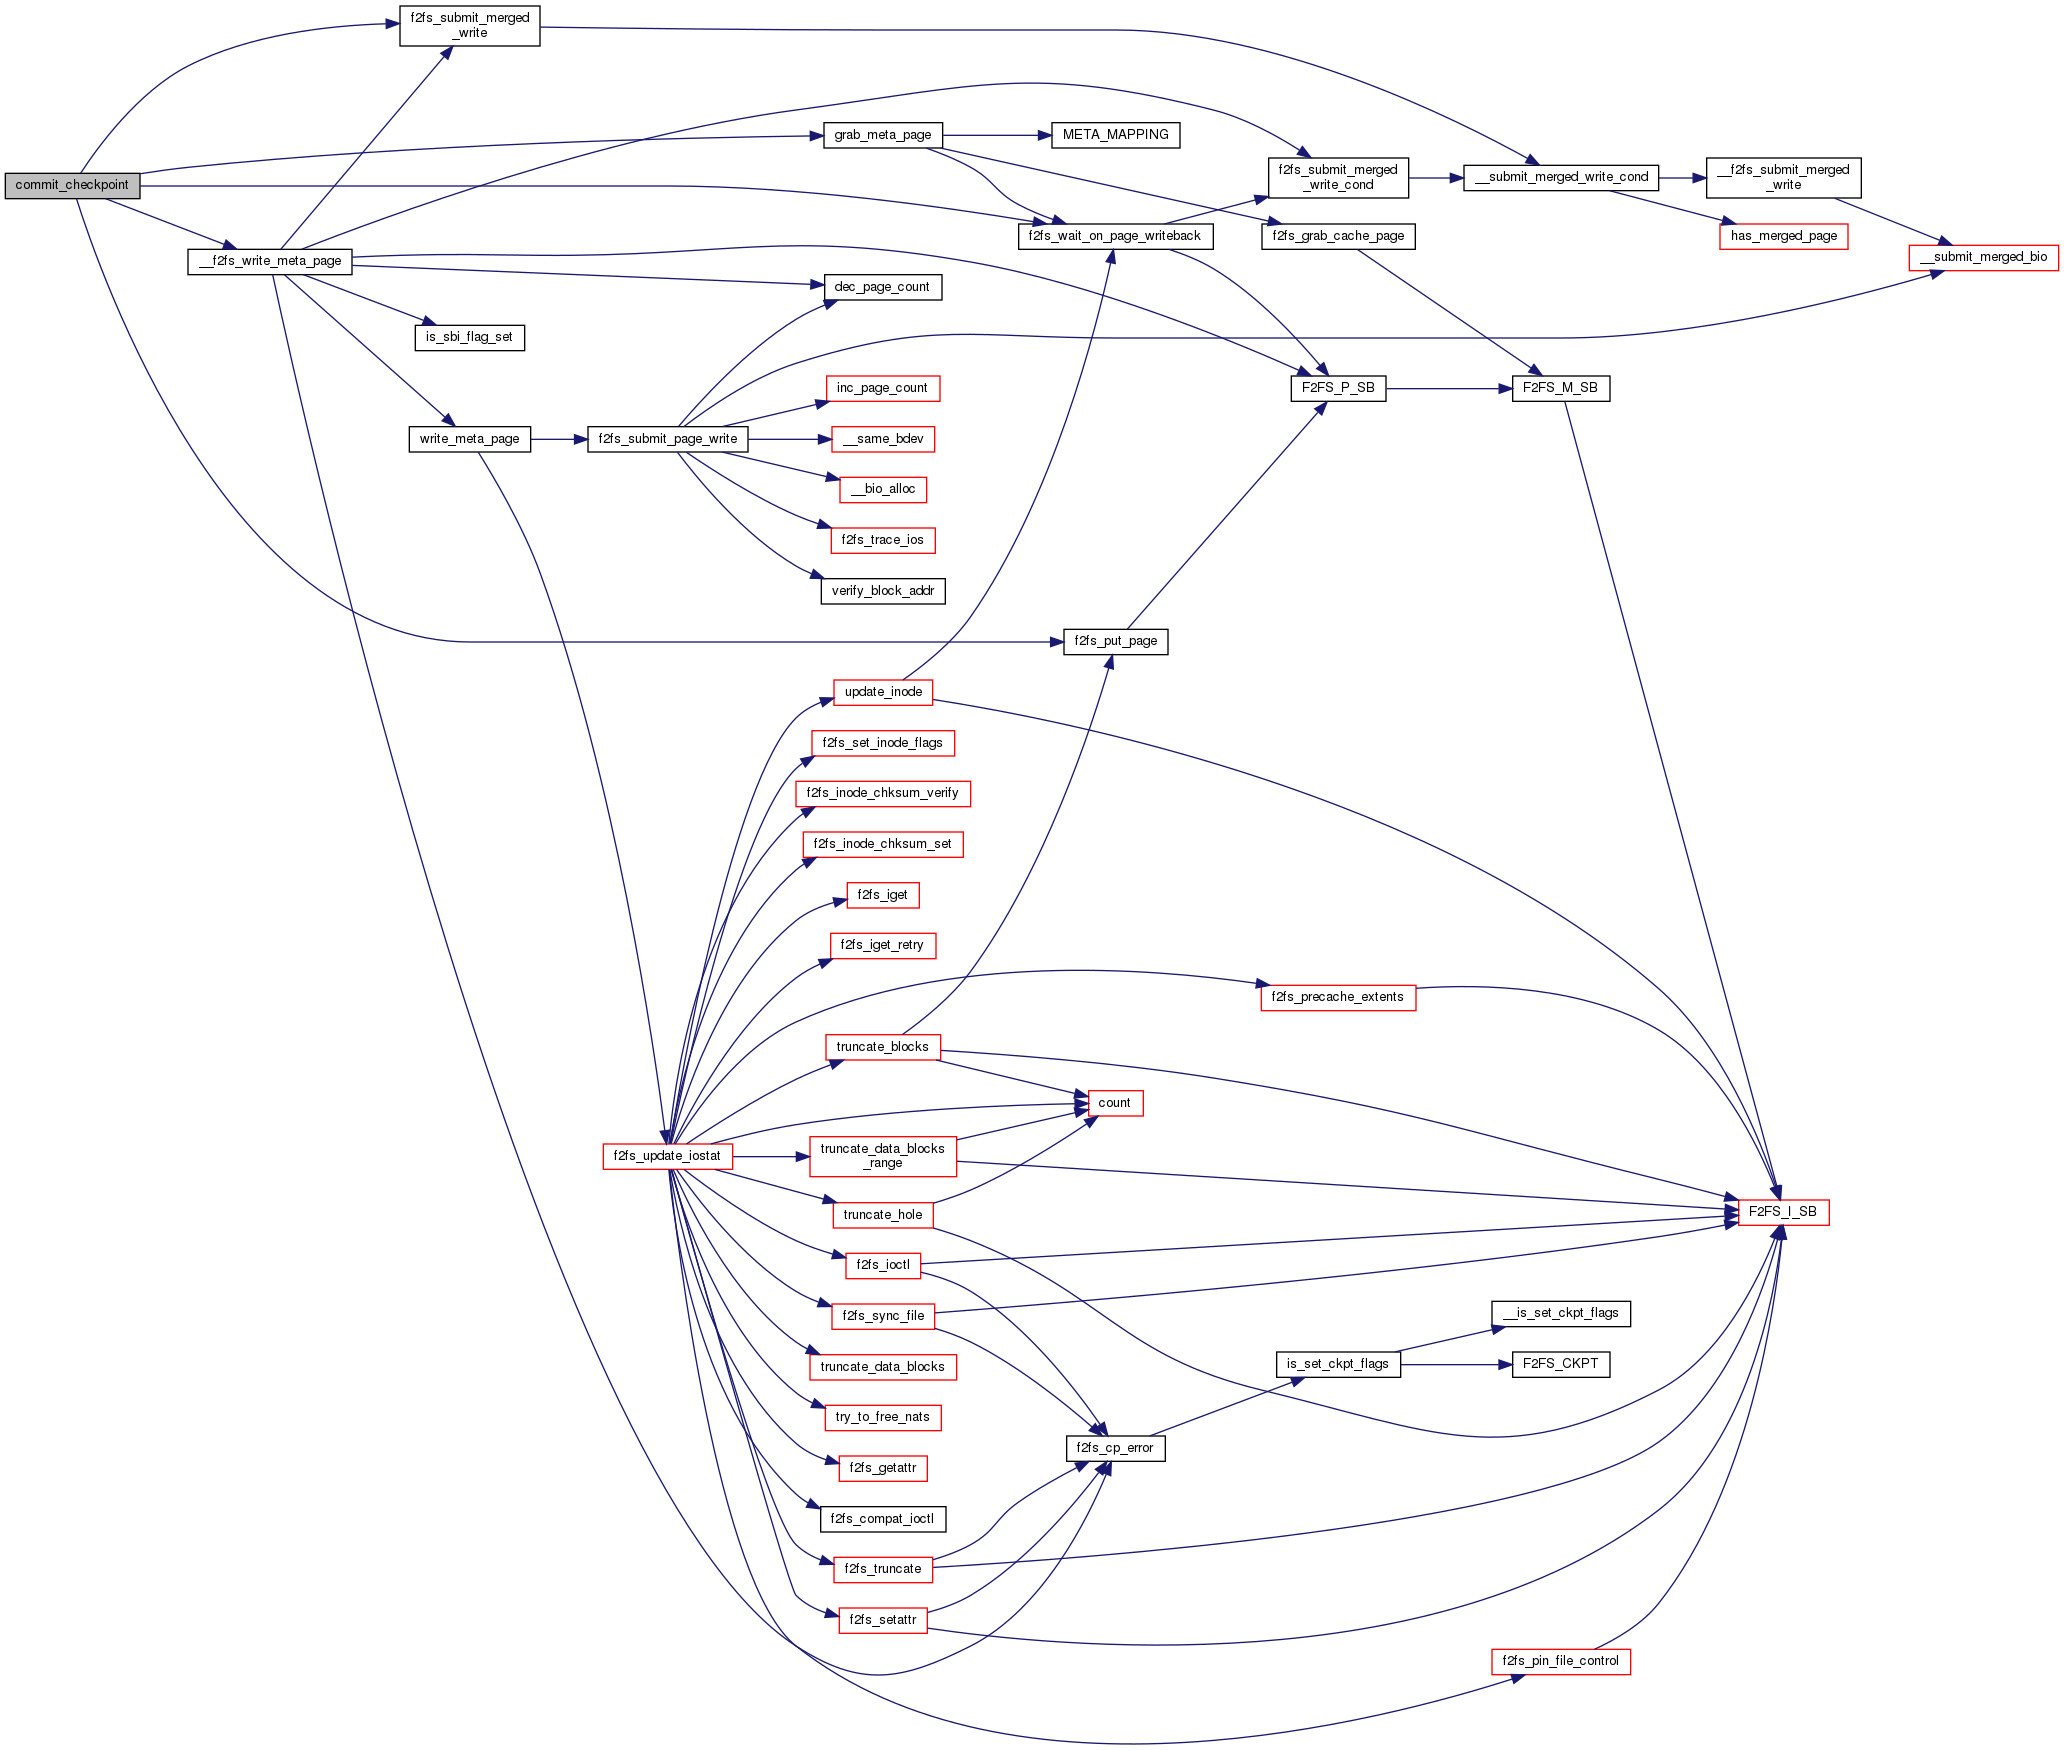 f2fs_submit_merged
_write
grab_meta_page
META_MAPPING
commit_checkpoint
f2fs_submit_merged
_write_cond
__submit_merged_write_cond
__f2fs_submit_merged
_write
f2fs_wait_on_page_writeback
f2fs_grab_cache_page
has_merged_page
__f2fs_write_meta_page
__submit_merged_bio
dec_page_count
is_sbi_flag_set
inc_page_count
F2FS_P_SB
F2FS_M_SB
write_meta_page
f2fs_submit_page_write
__same_bdev
__bio_alloc
f2fs_trace_ios
verify_block_addr
f2fs_put_page
update_inode
f2fs_set_inode_flags
f2fs_inode_chksum_verify
f2fs_inode_chksum_set
f2fs_iget
f2fs_iget_retry
f2fs_precache_extents
truncate_blocks
count
f2fs_update_iostat
truncate_data_blocks
_range
truncate_hole
F2FS_I_SB
f2fs_ioctl
f2fs_sync_file
__is_set_ckpt_flags
truncate_data_blocks
is_set_ckpt_flags
F2FS_CKPT
try_to_free_nats
f2fs_cp_error
f2fs_getattr
f2fs_compat_ioctl
f2fs_truncate
f2fs_setattr
f2fs_pin_file_control